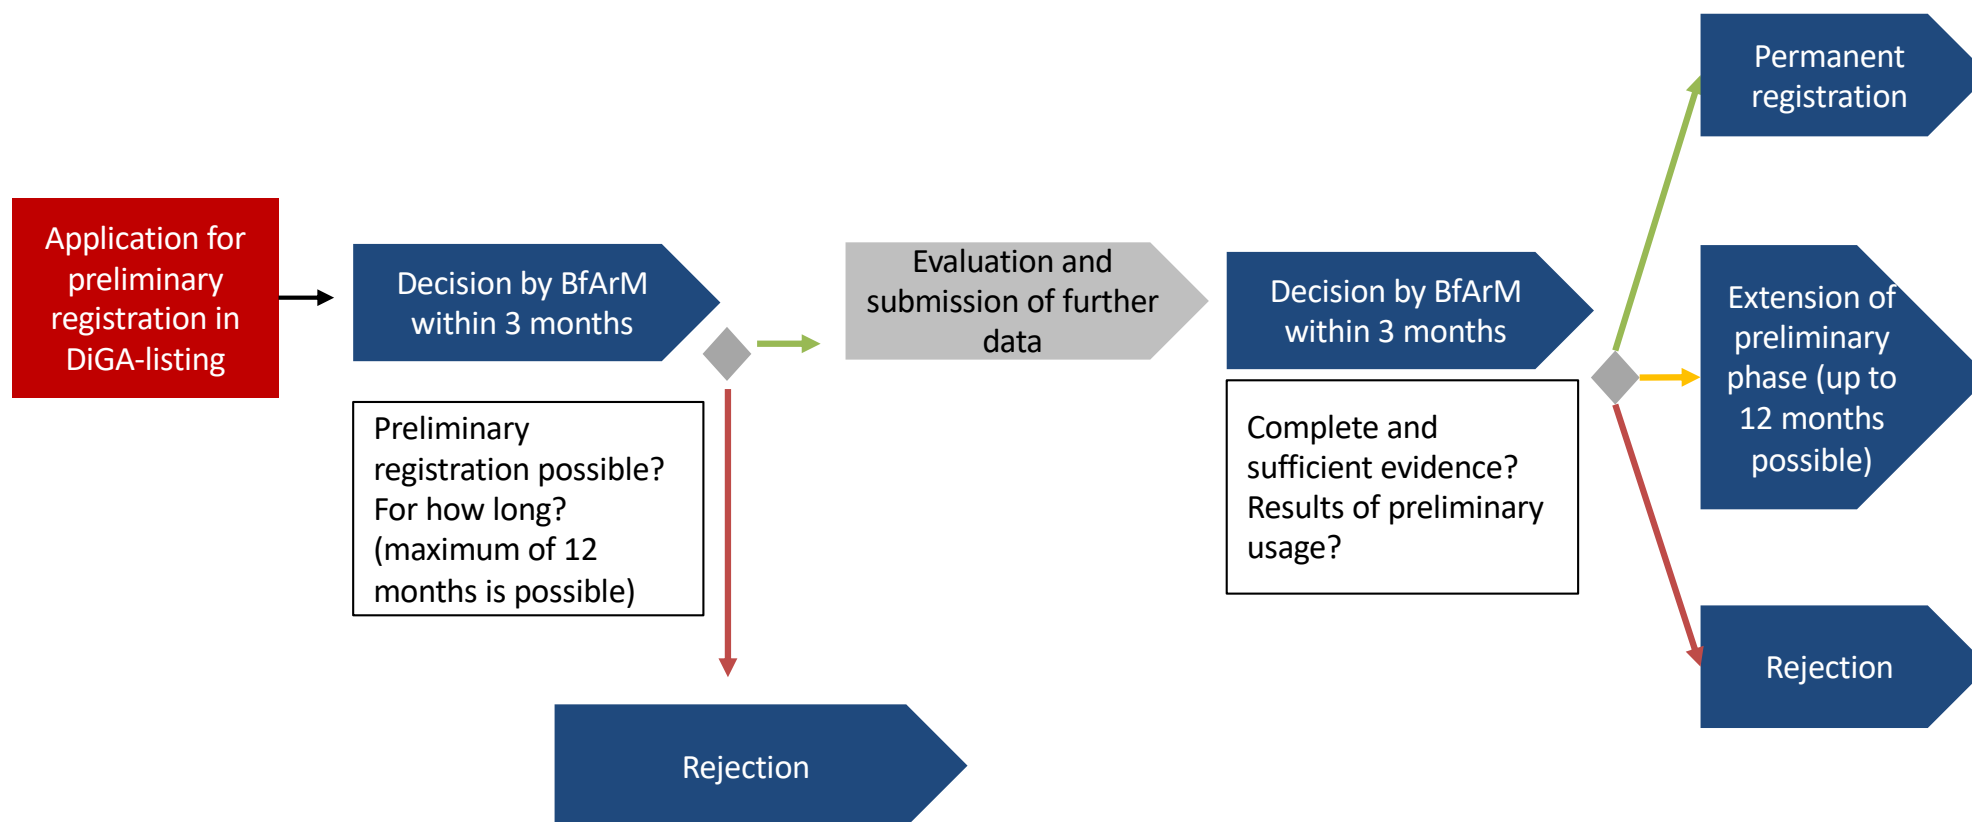 Application for
preliminary
registration in
DiGA-listing
Decision by BfArM
within 3 months
Preliminary
registration possible?
For how long?
(maximum of 12
months is possible)
Rejection
Evaluation and
submission of further
data
Decision by BfArM
within 3 months
Complete and
sufficient evidence?
Results of preliminary
usage?
Permanent
registration
Extension of
preliminary
phase (up to
12 months
possible)
Rejection